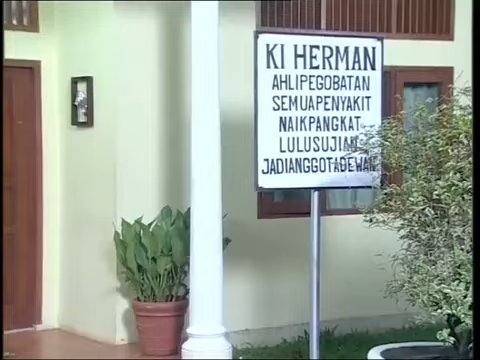 KI HERMAN
AHLIPEGOBATAN
SEMUAPENYAKIT
NAIKPANGKAT
LULUSUJIAN
JADIANGGOTADEWAN